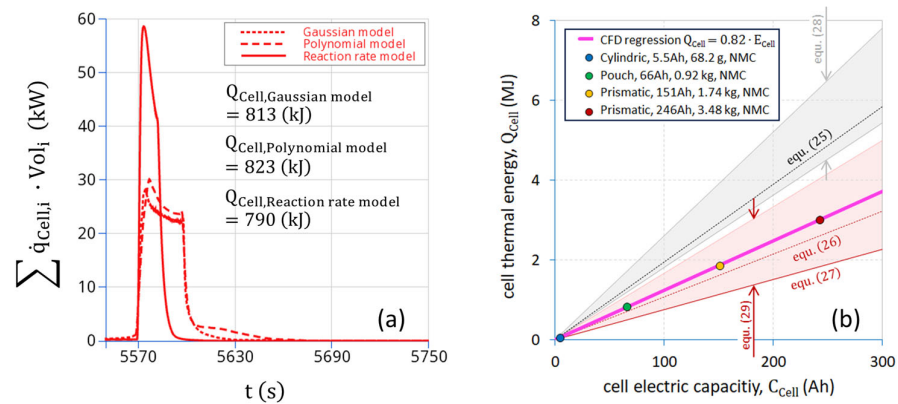 (a)
60
50
40
30
20
10
0
∑ q̇Cell,i · Voli (kW)
Gaussian model
Polynomial model
Reaction rate model
QCell,Gaussian model
= 813 (kJ)
QCell,Polynomial model
= 823 (kJ)
QCell,Reaction rate model
= 790 (kJ)
5570
5630
5690
5750
t (s)
(b)
8
6
4
2
0
cell thermal energy, QCell (MJ)
CFD regression QCell = 0.82 · ECell
Cylindric, 5.5Ah, 68.2 g, NMC
Pouch, 66Ah, 0.92 kg, NMC
Prismatic, 151Ah, 1.74 kg, NMC
Prismatic, 246Ah, 3.48 kg, NMC
equ. (28)
equ. (25)
equ. (26)
equ. (27)
equ. (29)
0
100
200
300
cell electric capacitiy, CCell (Ah)